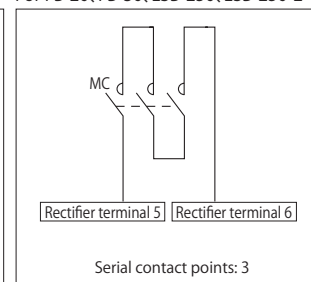 MC
Rectifier terminal 5 Rectifier terminal 6
Serial contact points: 3